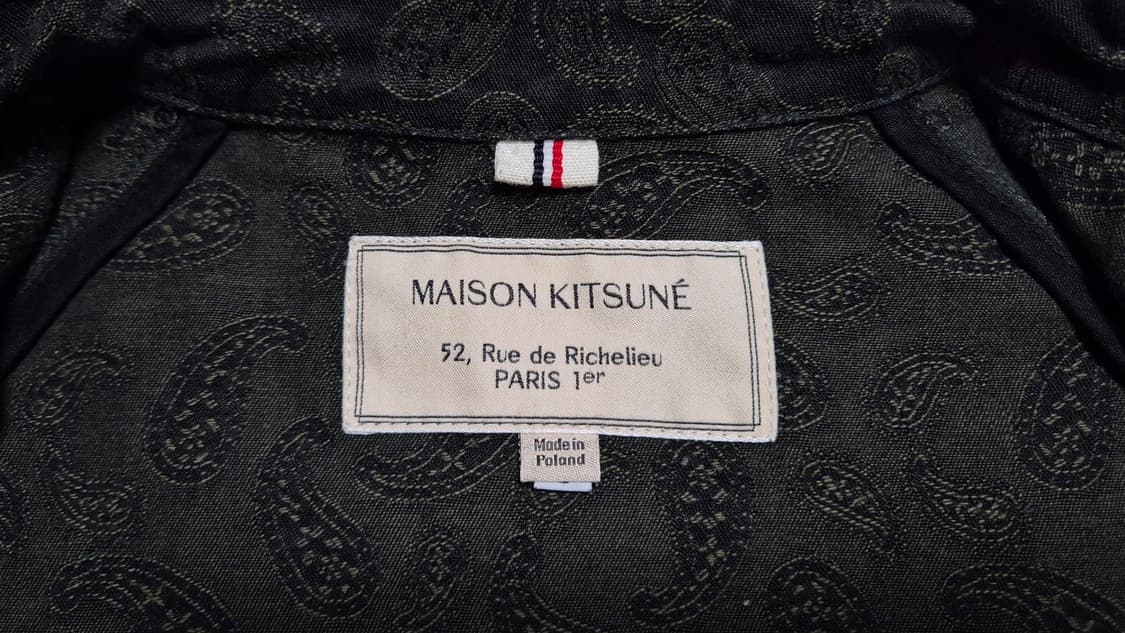 MAISON KITSUNÉ
52, Rue de Richelieu
PARIS 1er
Made in
Poland